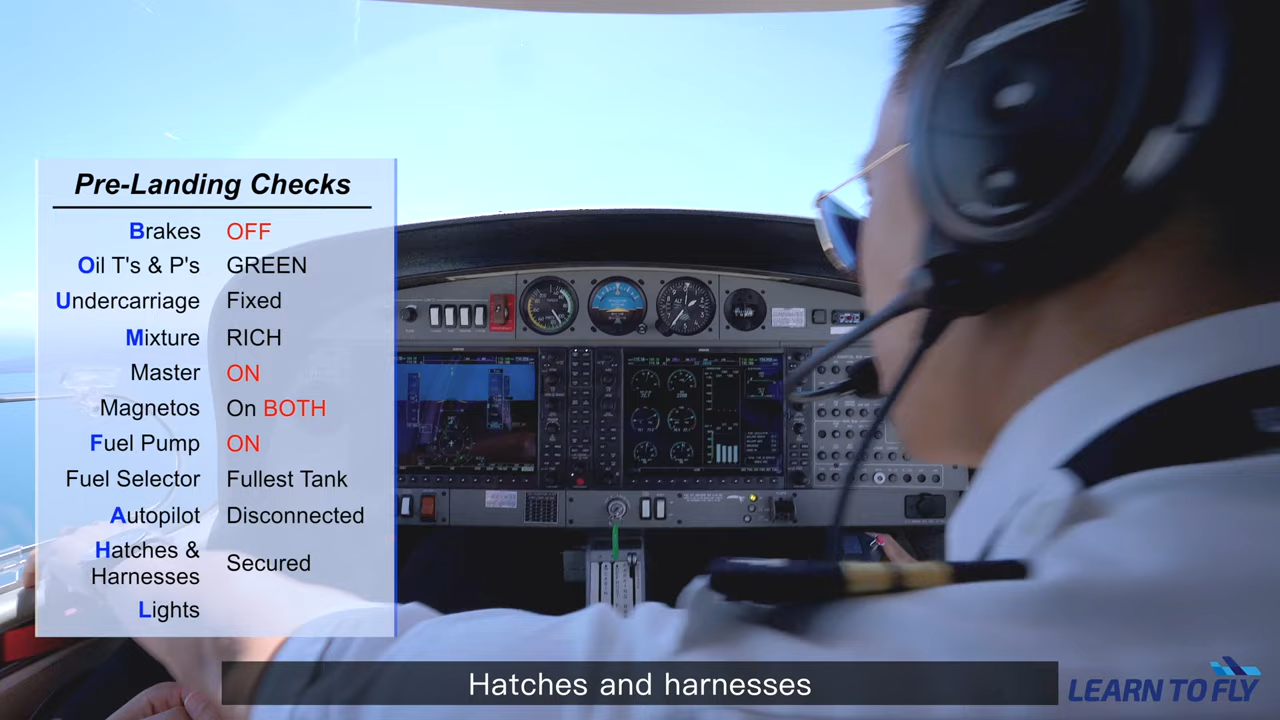 Pre-Landing Checks
Brakes OFF
Oil T's & P's GREEN
Undercarriage Fixed
Mixture RICH
Master ON
Magnetos On BOTH
Fuel Pump ON
Fuel Selector Fullest Tank
Autopilot Disconnected
Hatches &
Harnesses Secured
Lights
Hatches and harnesses
LEARN TO FLY